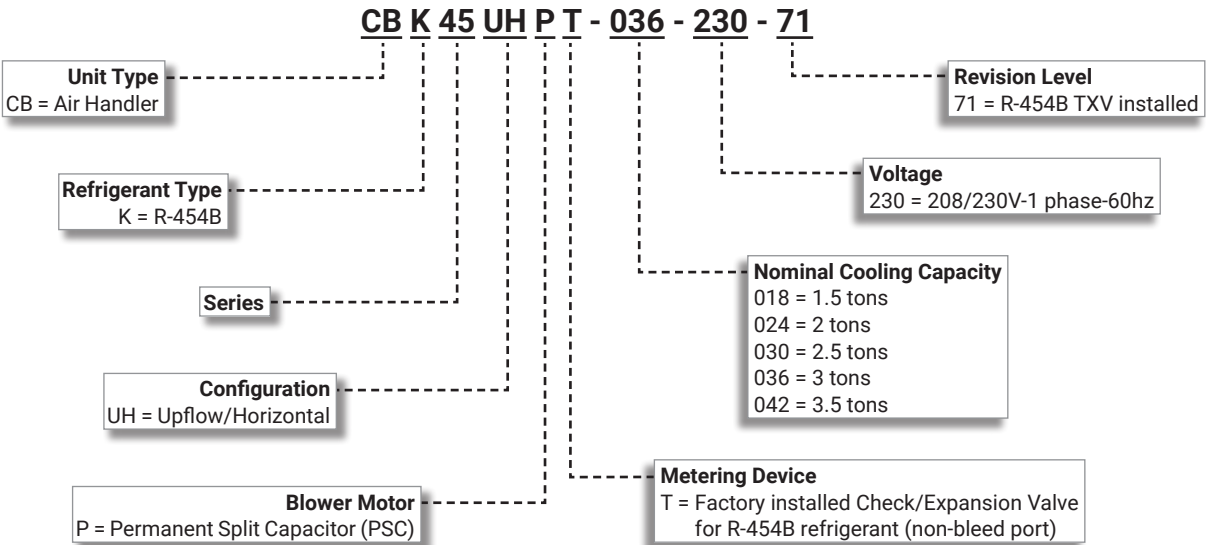 CB K 45 UH P T - 036 - 230 - 71
Unit Type
CB = Air Handler
Revision Level
71 = R-454B TXV installed
Refrigerant Type
K = R-454B
Voltage
230 = 208/230V-1 phase-60hz
Series
Nominal Cooling Capacity
018 = 1.5 tons
024 = 2 tons
030 = 2.5 tons
036 = 3 tons
042 = 3.5 tons
Configuration
UH = Upflow/Horizontal
Blower Motor
P = Permanent Split Capacitor (PSC)
Metering Device
T = Factory installed Check/Expansion Valve
for R-454B refrigerant (non-bleed port)